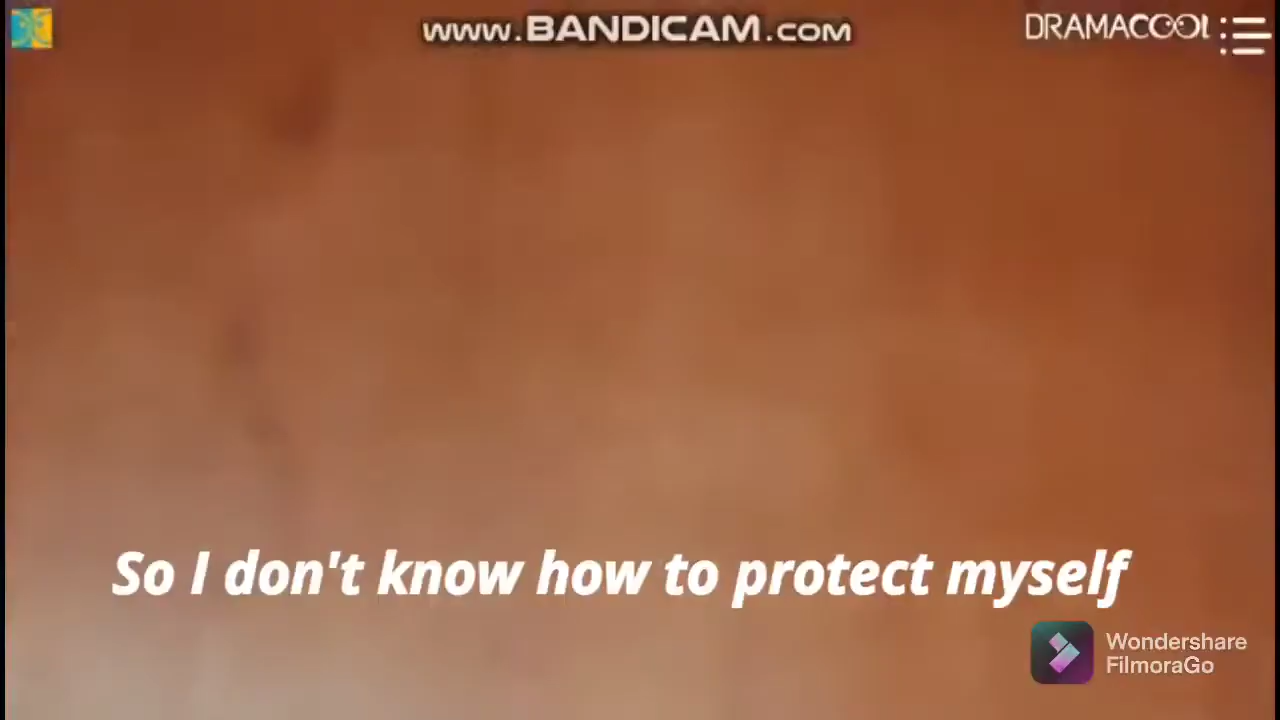 www.BANDICAM.com
DRAMACOOL
So I don't know how to protect myself
Wondershare
FilmoraGo